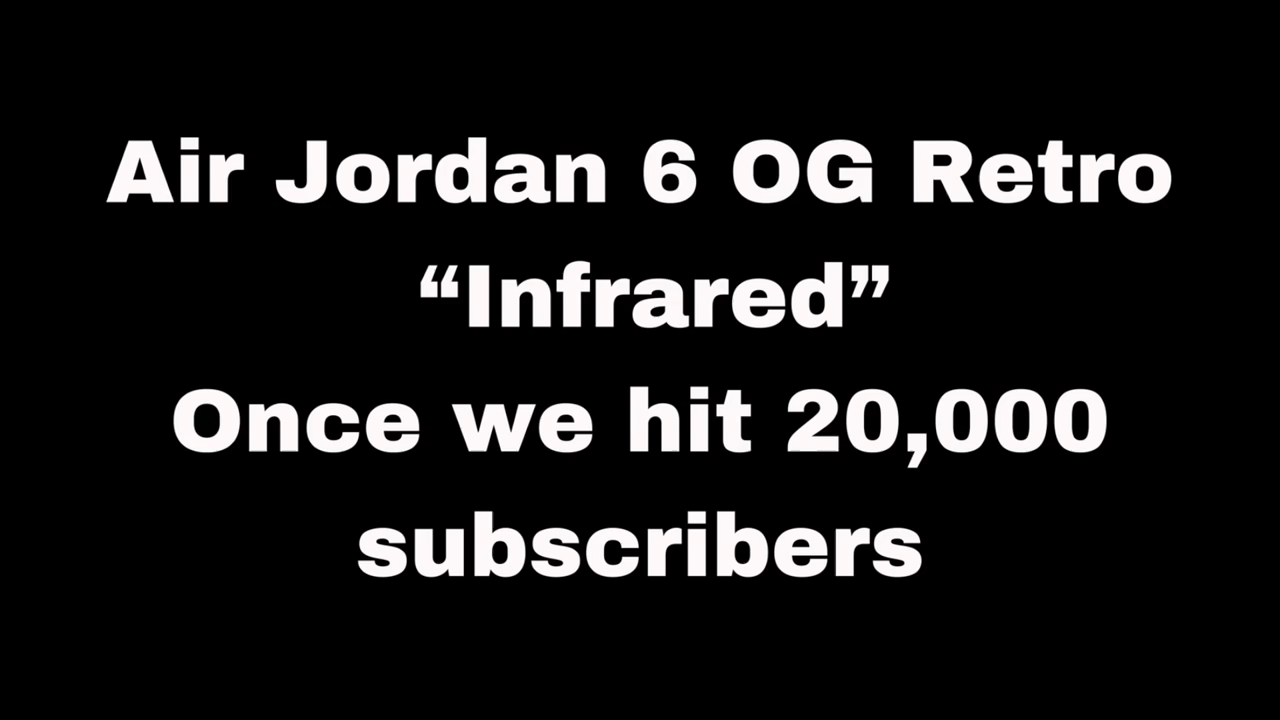 Air Jordan 6 OG Retro
“Infrared”
Once we hit 20,000
subscribers